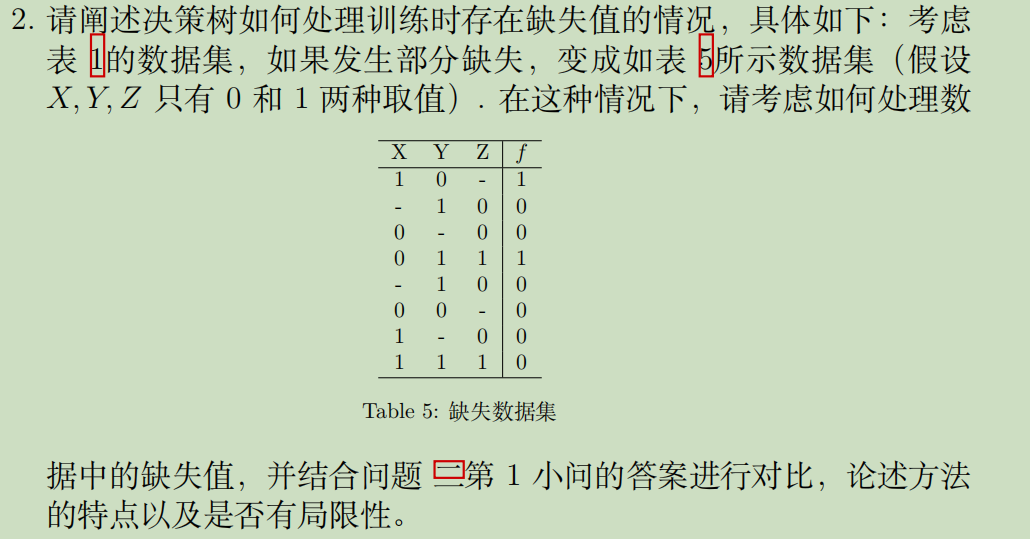 2. 请阐述决策树如何处理训练时存在缺失值的情况，具体如下：考虑
表 1的数据集，如果发生部分缺失，变成如表 5所示数据集（假设
X, Y, Z 只有 0 和 1 两种取值）. 在这种情况下，请考虑如何处理数
X Y Z f
1 0 - 1
- 1 0 0
0 - 0 0
0 1 1 1
- 1 0 0
0 0 - 0
1 - 0 0
1 1 1 0
Table 5: 缺失数据集
据中的缺失值，并结合问题 二第 1 小问的答案进行对比，论述方法
的特点以及是否有局限性。